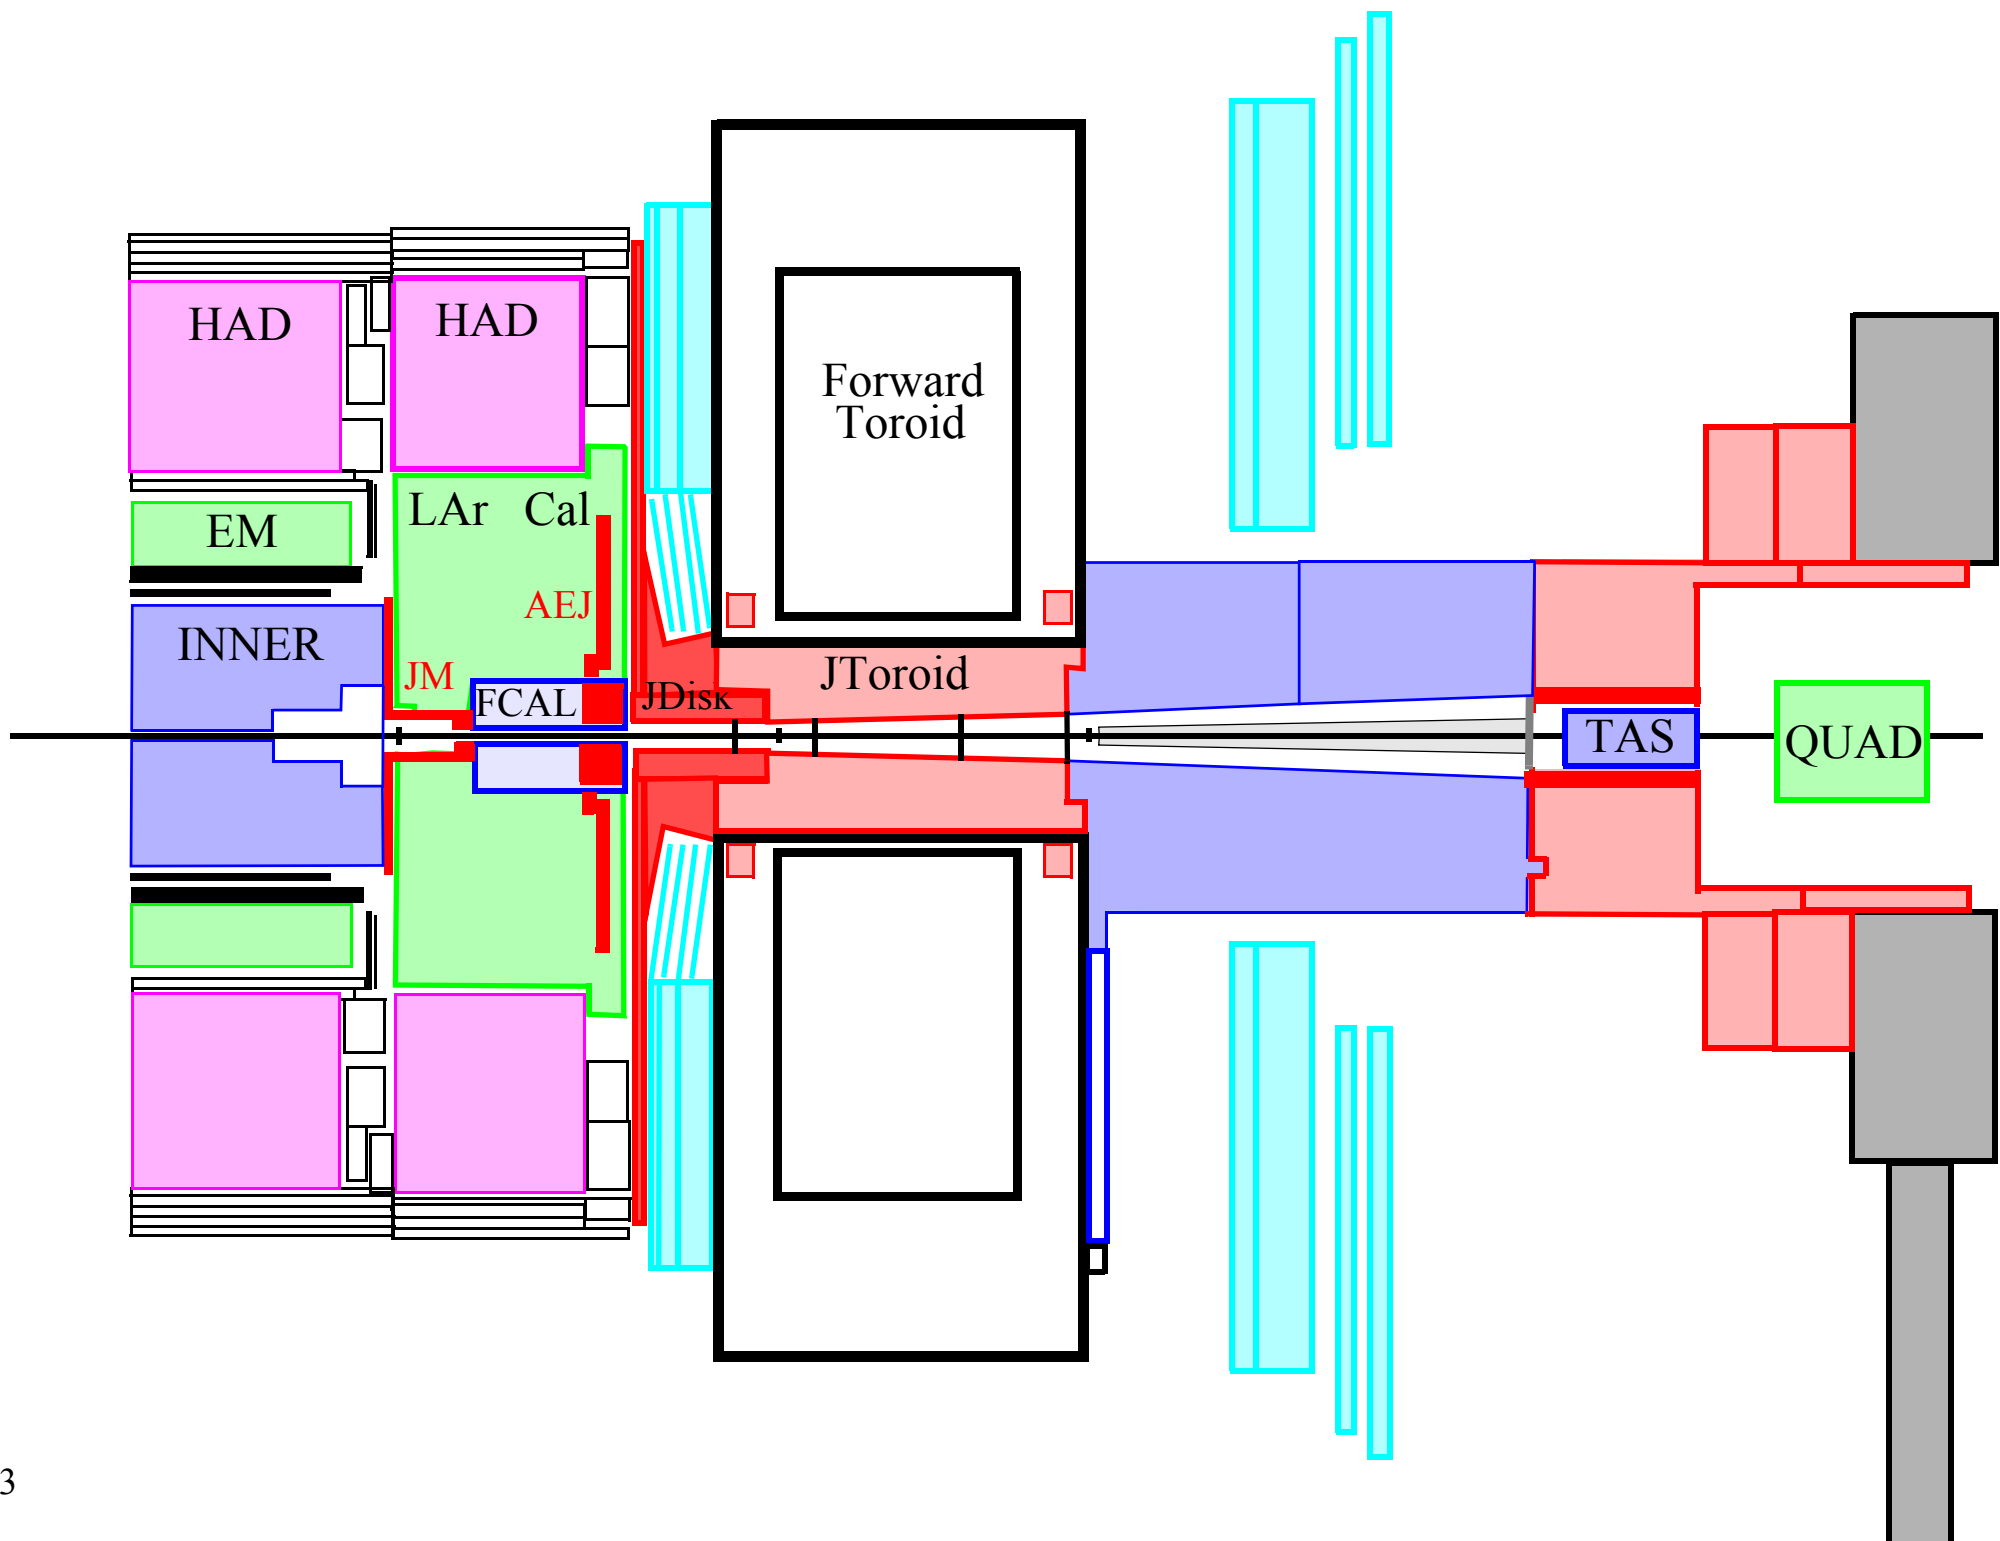 HAD
HAD
Forward
Toroid
LAr Cal
EM
AEJ
INNER
JM
JToroid
FCAL
JDisk
TAS
QUAD
3